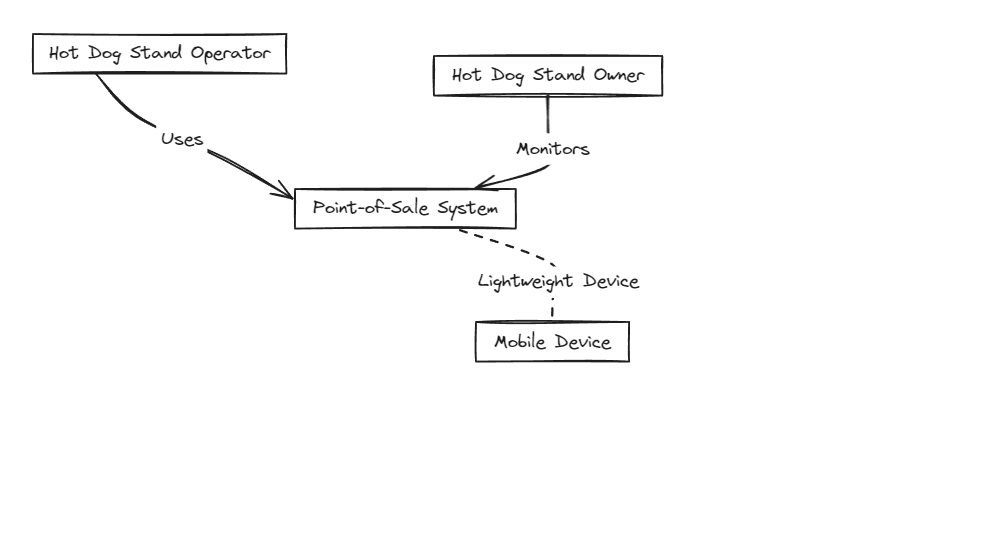 Hot Dog Stand Operator
Hot Dog Stand Owner
Uses
Monitors
Point-of-Sale System
Lightweight Device
Mobile Device